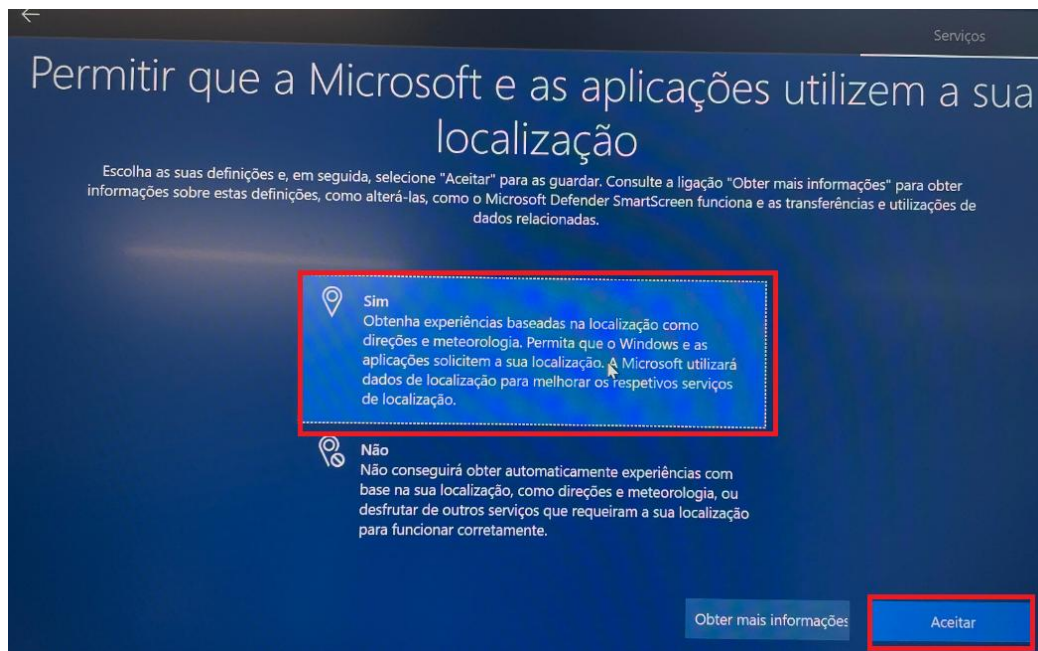 Serviços
Permitir que a Microsoft e as aplicações utilizem a sua
localização
Escolha as suas definições e, em seguida, selecione "Aceitar" para as guardar. Consulte a ligação "Obter mais informações" para obter
informações sobre estas definições, como alterá-las, como o Microsoft Defender SmartScreen funciona e as transferências e utilizações de
dados relacionadas.
Sim
Obtenha experiências baseadas na localização como
direções e meteorologia. Permita que o Windows e as
aplicações solicitem a sua localização. A Microsoft utilizará
dados de localização para melhorar os respetivos serviços
de localização.
Não
Não conseguirá obter automaticamente experiências com
base na sua localização, como direções e meteorologia, ou
desfrutar de outros serviços que requeiram a sua localização
para funcionar corretamente.
Obter mais informações
Aceitar